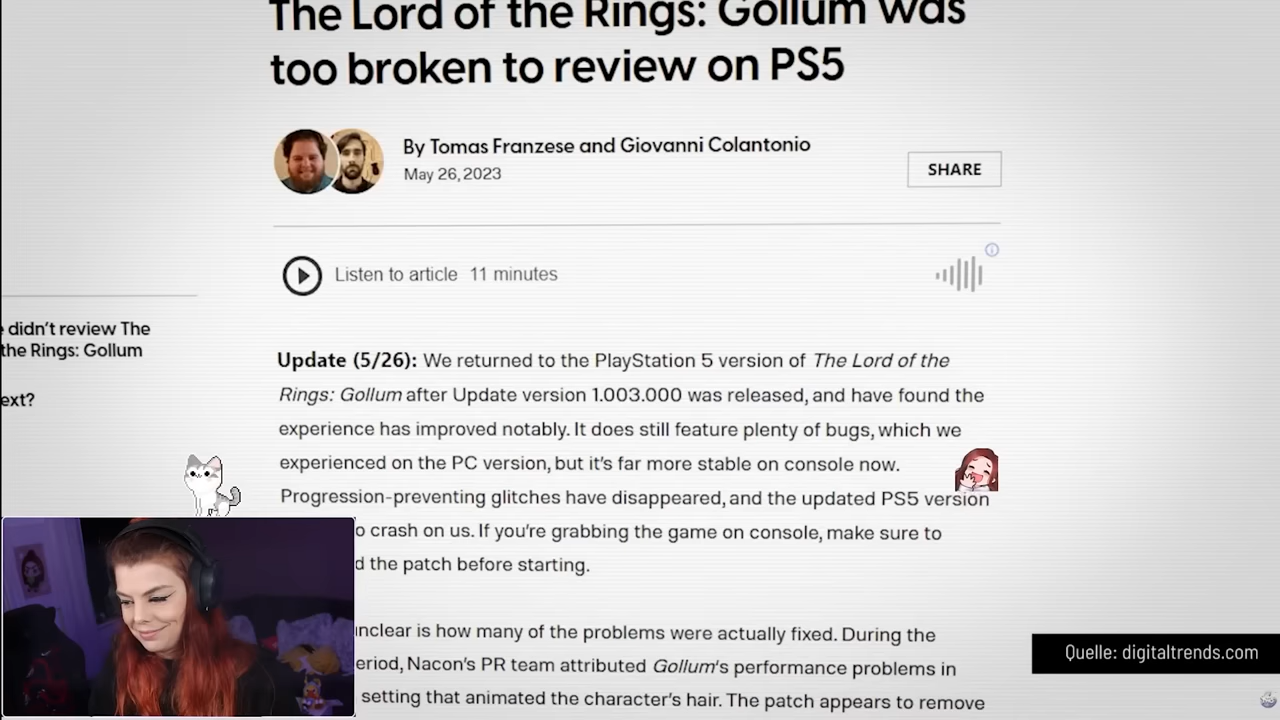 The Lord of the Rings: Gollum was
too broken to review on PS5
By Tomas Franzese and Giovanni Colantonio
May 26, 2023
SHARE
Listen to article 11 minutes
didn't review The
the Rings: Gollum
ext?
Update (5/26): We returned to the PlayStation 5 version of The Lord of the
Rings: Gollum after Update version 1.003.000 was released, and have found the
experience has improved notably. It does still feature plenty of bugs, which we
experienced on the PC version, but it's far more stable on console now.
Progression-preventing glitches have disappeared, and the updated PS5 version
o crash on us. If you're grabbing the game on console, make sure to
d the patch before starting.
nclear is how many of the problems were actually fixed. During the
eriod, Nacon's PR team attributed Gollum's performance problems in
setting that animated the character's hair. The patch appears to remove
Quelle: digitaltrends.com